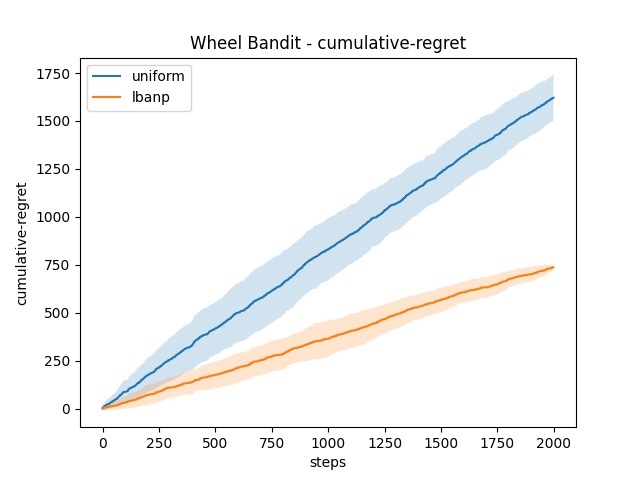 Wheel Bandit - cumulative-regret
uniform
lbanp
1750
1500
1250
1000
750
500
250
0
cumulative-regret
0 250 500 750 1000 1250 1500 1750 2000
steps